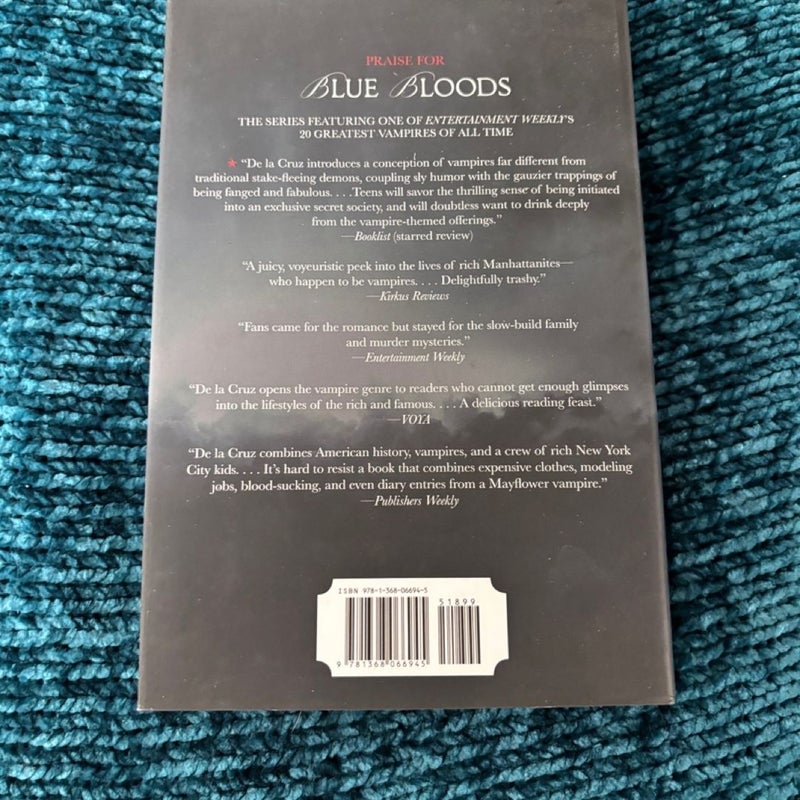 PRAISE FOR
BLUE BLOODS
THE SERIES FEATURING ONE OF ENTERTAINMENT WEEKLY'S
20 GREATEST VAMPIRES OF ALL TIME
★ “De la Cruz introduces a conception of vampires far different from
traditional stake-fleeing demons, coupling sly humor with the gauzier trappings of
being fanged and fabulous. . . .Teens will savor the thrilling sense of being initiated
into an exclusive secret society, and will doubtless want to drink deeply
from the vampire-themed offerings.”
—Booklist (starred review)
“A juicy, voyeuristic peek into the lives of rich Manhattanites—
who happen to be vampires. . . . Delightfully trashy.”
—Kirkus Reviews
“Fans came for the romance but stayed for the slow-build family
and murder mysteries.”
—Entertainment Weekly
“De la Cruz opens the vampire genre to readers who cannot get enough glimpses
into the lifestyles of the rich and famous. . . . A delicious reading feast.”
—VOYA
“De la Cruz combines American history, vampires, and a crew of rich New York
City kids. . . . It’s hard to resist a book that combines expensive clothes, modeling
jobs, blood-sucking, and even diary entries from a Mayflower vampire.”
—Publishers Weekly
ISBN 978-1-368-06694-5
51899
9 781368 066945